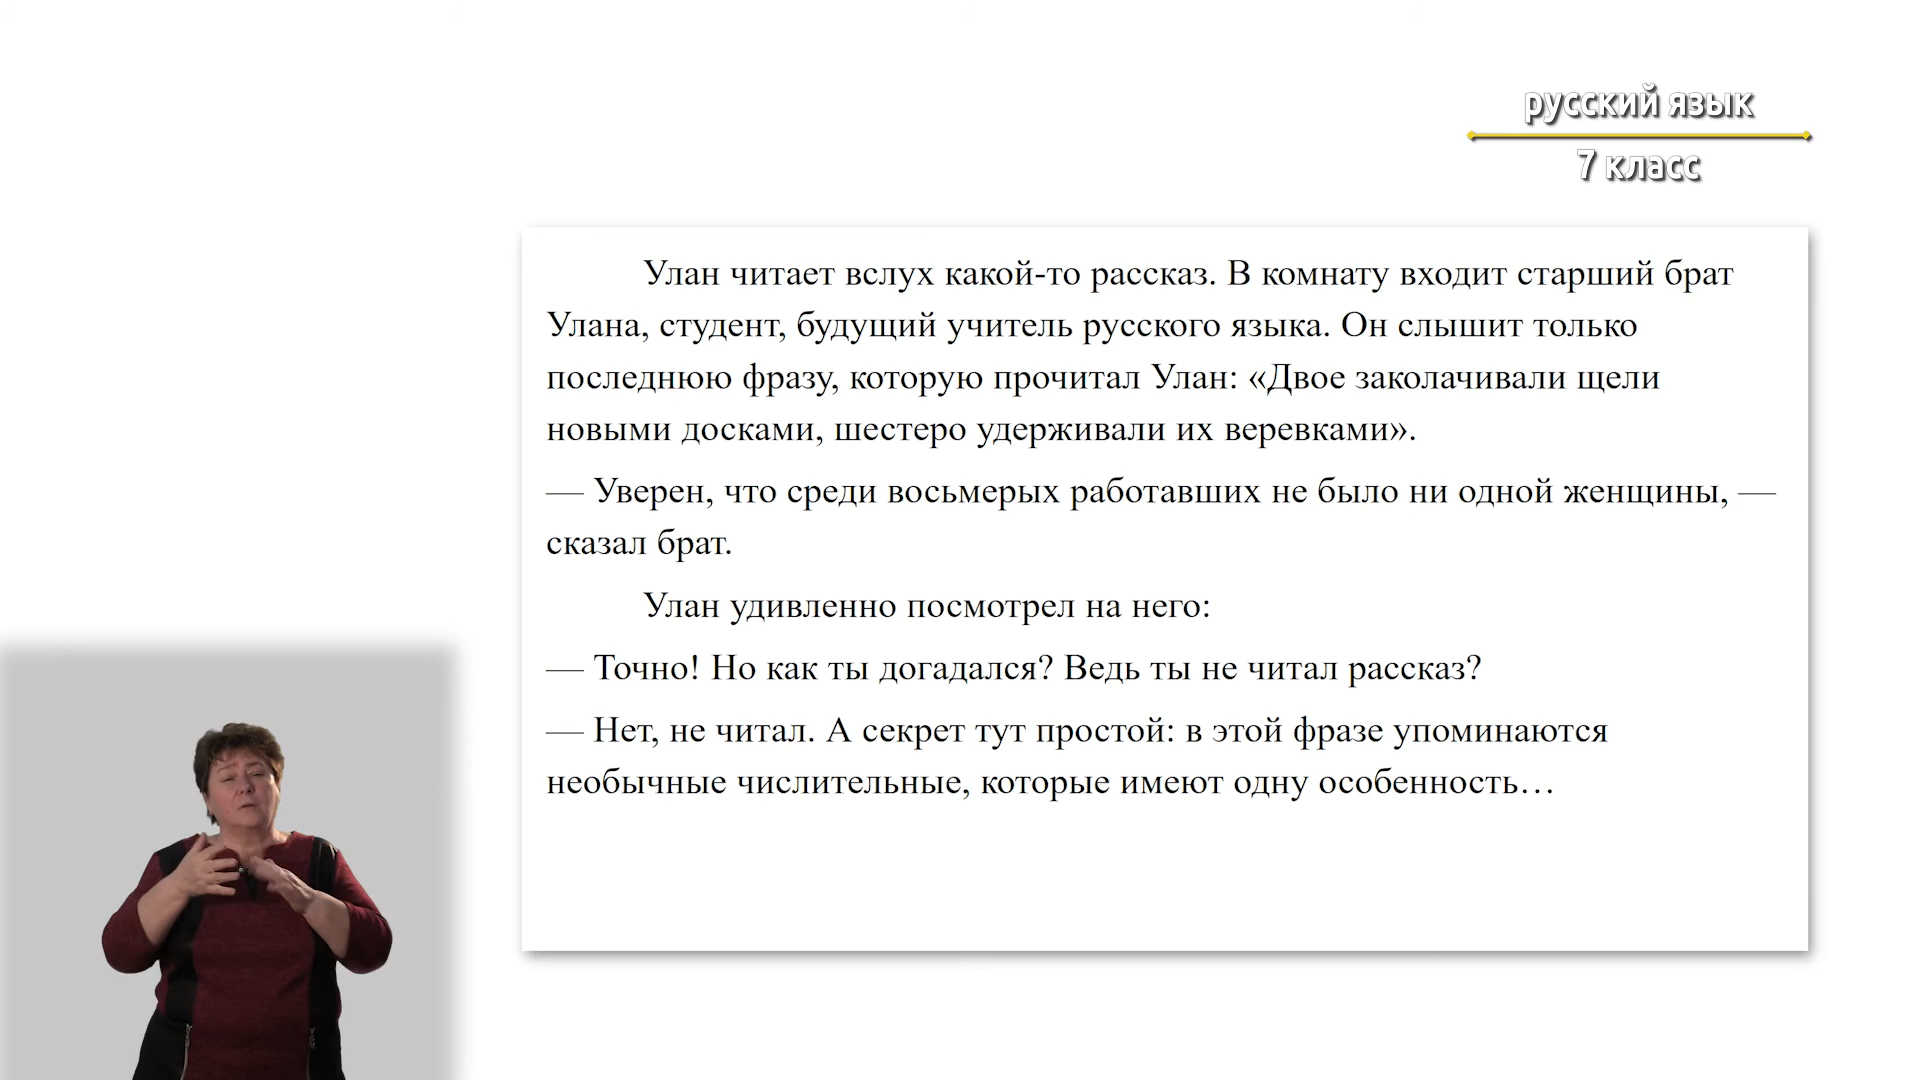 русский язык
7 класс
Улан читает вслух какой-то рассказ. В комнату входит старший брат
Улана, студент, будущий учитель русского языка. Он слышит только
последнюю фразу, которую прочитал Улан: «Двое заколачивали щели
новыми досками, шестеро удерживали их веревками».
— Уверен, что среди восьмерых работавших не было ни одной женщины, —
сказал брат.
Улан удивленно посмотрел на него:
— Точно! Но как ты догадался? Ведь ты не читал рассказ?
— Нет, не читал. А секрет тут простой: в этой фразе упоминаются
необычные числительные, которые имеют одну особенность…